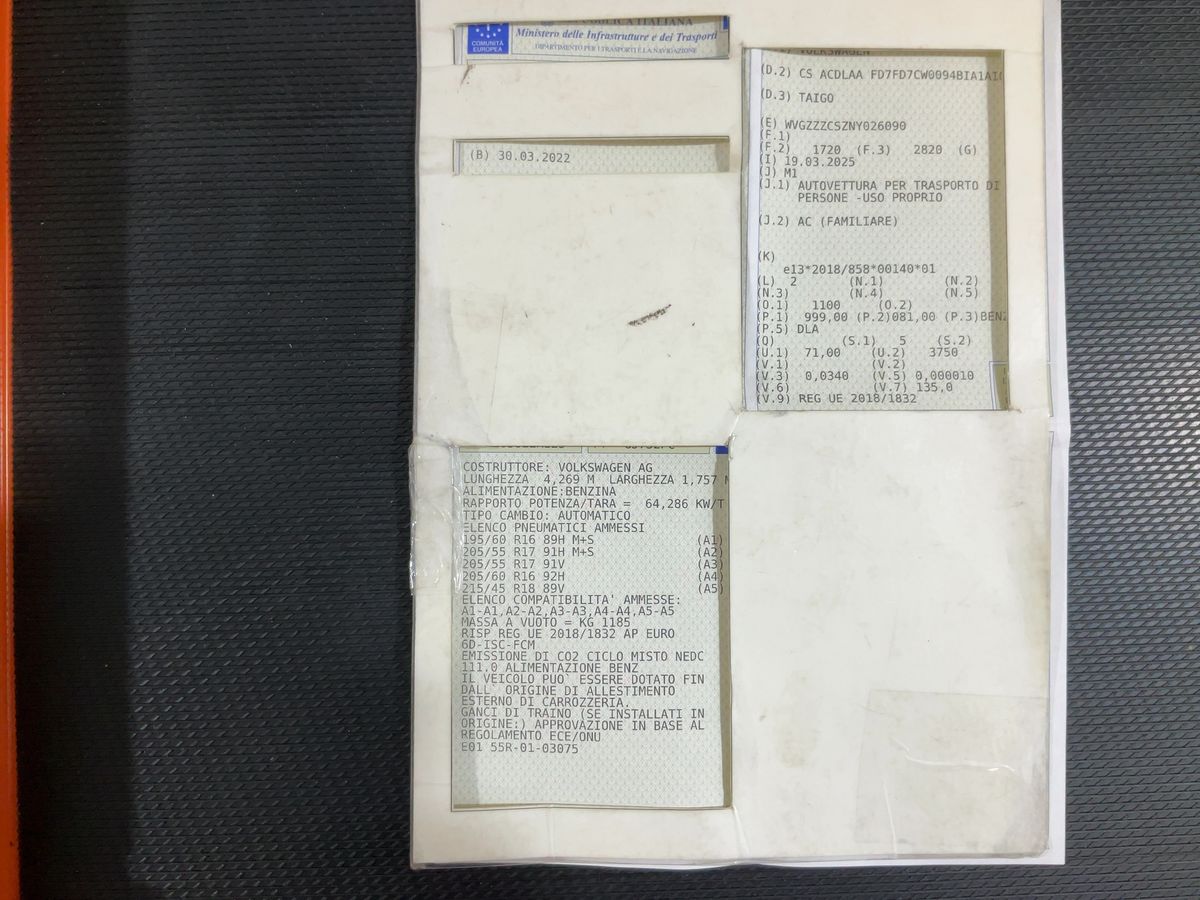 COMUNITÀ
EUROPEA
REPUBBLICA ITALIANA
Ministero delle Infrastrutture e dei Trasporti
DIPARTIMENTO PER I TRASPORTI E LA NAVIGAZIONE
(B) 30.03.2022
VOLKSWAGEN
(D.2) CS ACDLAA FD7FD7CW0094BIA1AI
(D.3) TAIGO
(E) WVGZZZCSZNY026090
(F.1)
(F.2) 1720 (F.3) 2820 (G)
(I) 19.03.2025
(J) M1
(J.1) AUTOVETTURA PER TRASPORTO DI
PERSONE -USO PROPRIO
(J.2) AC (FAMILIARE)
(K)
e13*2018/858*00140*01
(L) 2 (N.1) (N.2)
(N.3) (N.4) (N.5)
(O.1) 1100 (O.2)
(P.1) 999,00 (P.2)081,00 (P.3)BENZ
(P.5) DLA
(Q) (S.1) 5 (S.2)
(U.1) 71,00 (U.2) 3750
(V.1) (V.2)
(V.3) 0,0340 (V.5) 0,000010
(V.6) (V.7) 135,0
(V.9) REG UE 2018/1832
COSTRUTTORE: VOLKSWAGEN AG
LUNGHEZZA 4,269 M LARGHEZZA 1,757 M
ALIMENTAZIONE:BENZINA
RAPPORTO POTENZA/TARA = 64,286 KW/T
TIPO CAMBIO: AUTOMATICO
ELENCO PNEUMATICI AMMESSI
195/60 R16 89H M+S (A1)
205/55 R17 91H M+S (A2)
205/55 R17 91V (A3)
205/60 R16 92H (A4)
215/45 R18 89V (A5)
ELENCO COMPATIBILITA' AMMESSE:
A1-A1,A2-A2,A3-A3,A4-A4,A5-A5
MASSA A VUOTO = KG 1185
RISP REG UE 2018/1832 AP EURO
6D-ISC-FCM
EMISSIONE DI CO2 CICLO MISTO NEDC
111.0 ALIMENTAZIONE BENZ
IL VEICOLO PUO` ESSERE DOTATO FIN
DALL` ORIGINE DI ALLESTIMENTO
ESTERNO DI CARROZZERIA.
GANCI DI TRAINO (SE INSTALLATI IN
ORIGINE:) APPROVAZIONE IN BASE AL
REGOLAMENTO ECE/ONU
E01 55R-01-03075